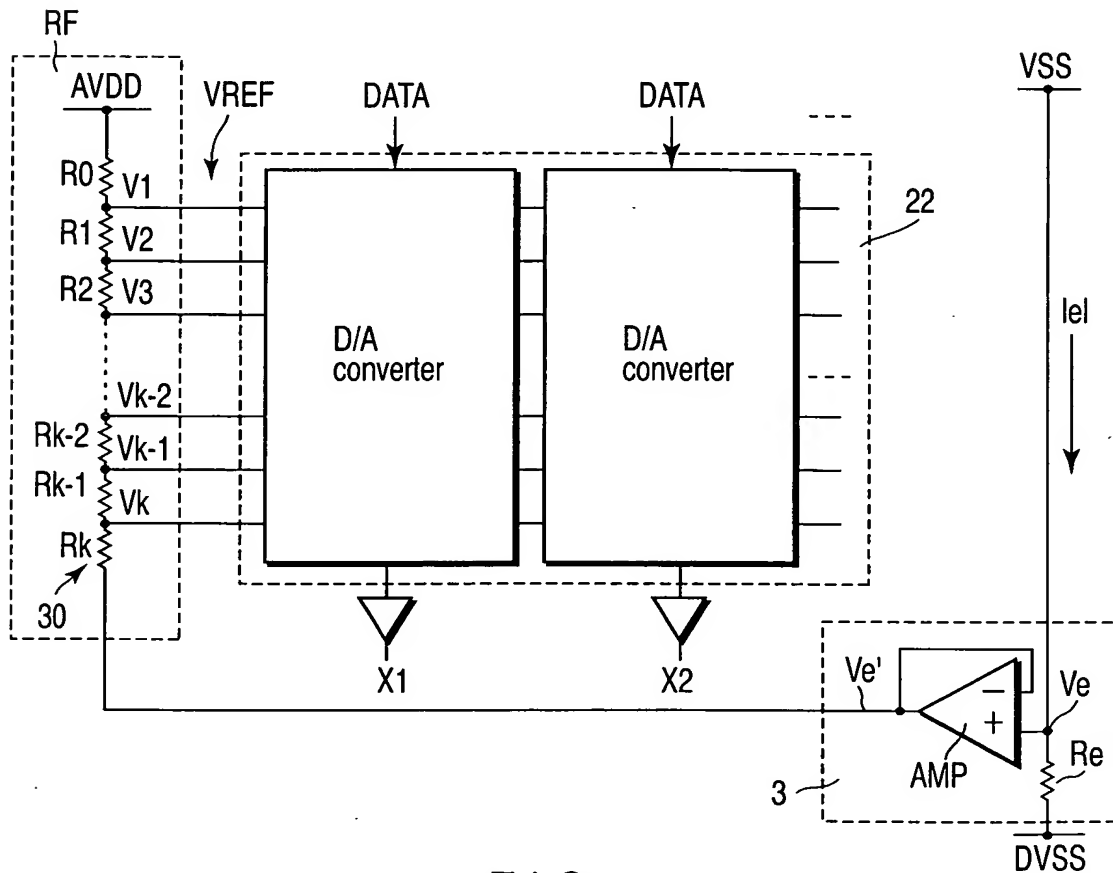 RF
AVDD
VREF
DATA
DATA
VSS
R0
V1
R1
V2
R2
V3
22
Iel
D/A
converter
D/A
converter
Vk-2
Rk-2
Vk-1
Rk-1
Vk
Rk
30
X1
X2
Ve'
Ve
−
+
AMP
Re
3
DVSS